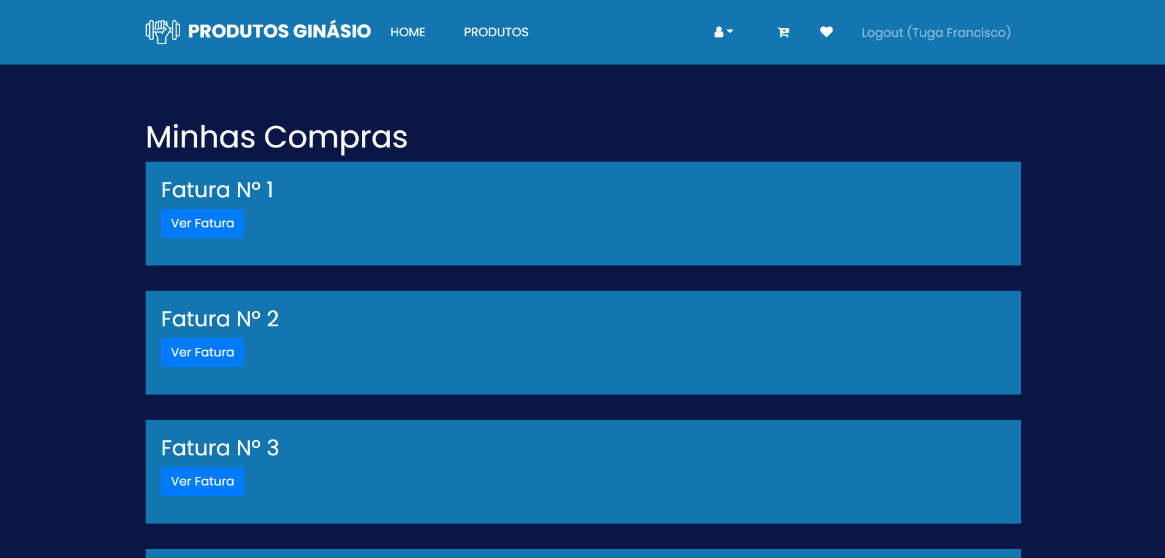 PRODUTOS GINÁSIO HOME PRODUTOS Logout (Tuga Francisco)
Minhas Compras
Fatura Nº 1
Ver Fatura
Fatura Nº 2
Ver Fatura
Fatura Nº 3
Ver Fatura